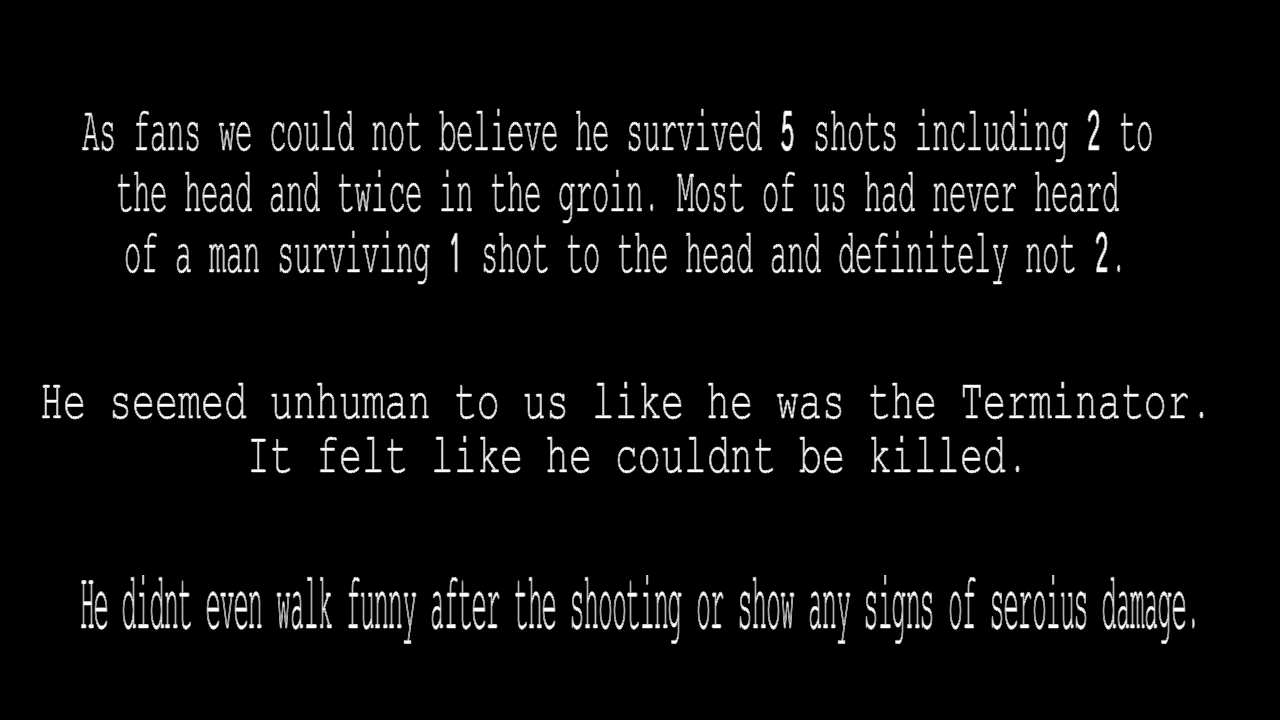 As fans we could not believe he survived 5 shots including 2 to
the head and twice in the groin. Most of us had never heard
of a man surviving 1 shot to the head and definitely not 2.
He seemed unhuman to us like he was the Terminator.
It felt like he couldnt be killed.
He didnt even walk funny after the shooting or show any signs of seroius damage.